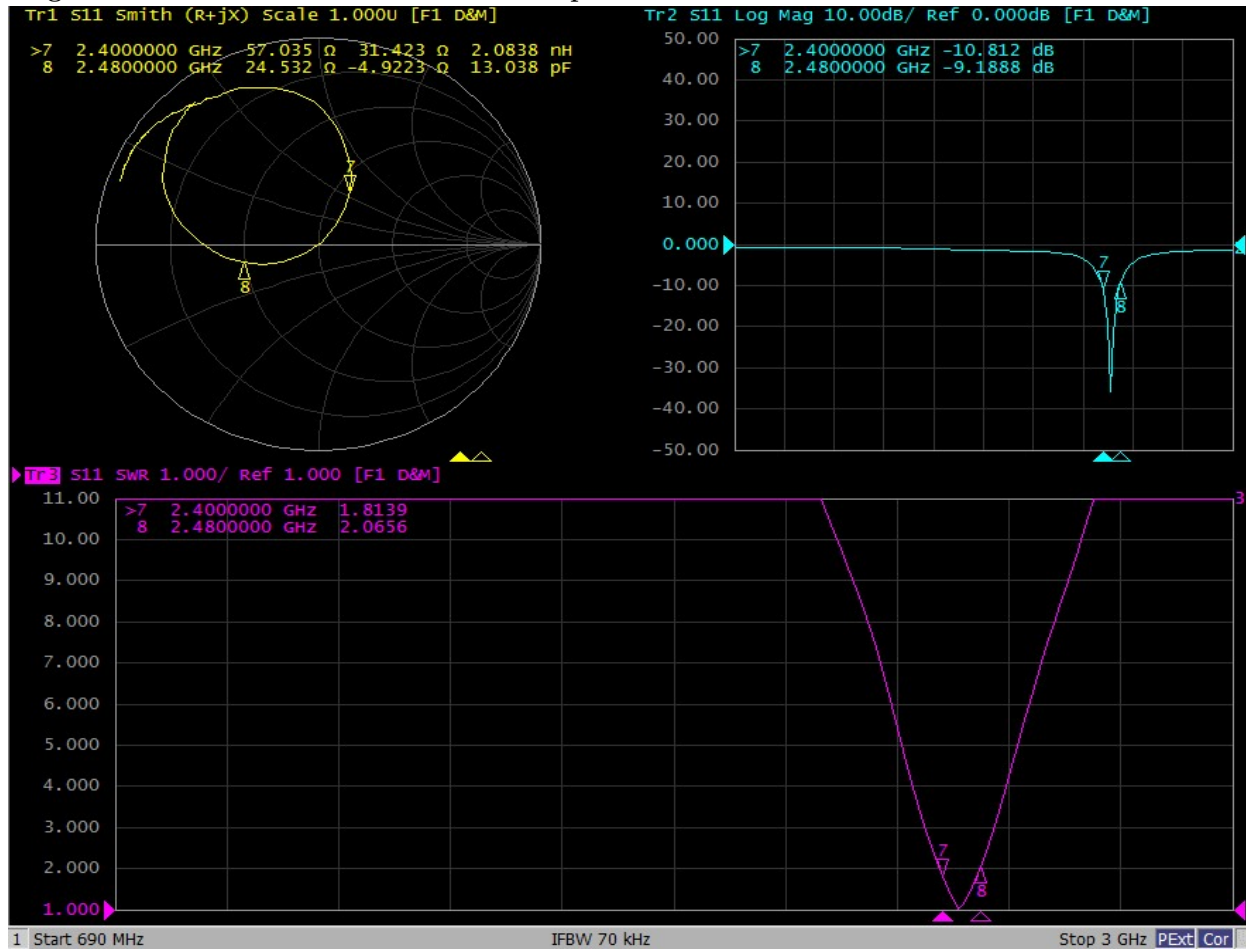 Tr1 S11 Smith (R+jX) Scale 1.000U [F1 D&M]
>7 2.4000000 GHz 57.035 Ω 31.423 Ω 2.0838 nH
8 2.4800000 GHz 24.532 Ω -4.9223 Ω 13.038 pF
7
8
Tr2 S11 Log Mag 10.00dB/ Ref 0.000dB [F1 D&M]
50.00
>7 2.4000000 GHz -10.812 dB
8 2.4800000 GHz -9.1888 dB
40.00
30.00
20.00
10.00
0.000
-10.00
-20.00
-30.00
-40.00
-50.00
7
8
Tr3 S11 SWR 1.000/ Ref 1.000 [F1 D&M]
11.00
>7 2.4000000 GHz 1.8139
8 2.4800000 GHz 2.0656
3
10.00
9.000
8.000
7.000
6.000
5.000
4.000
3.000
2.000
1.000
7
8
1 Start 690 MHz IFBW 70 kHz Stop 3 GHz PExt Cor